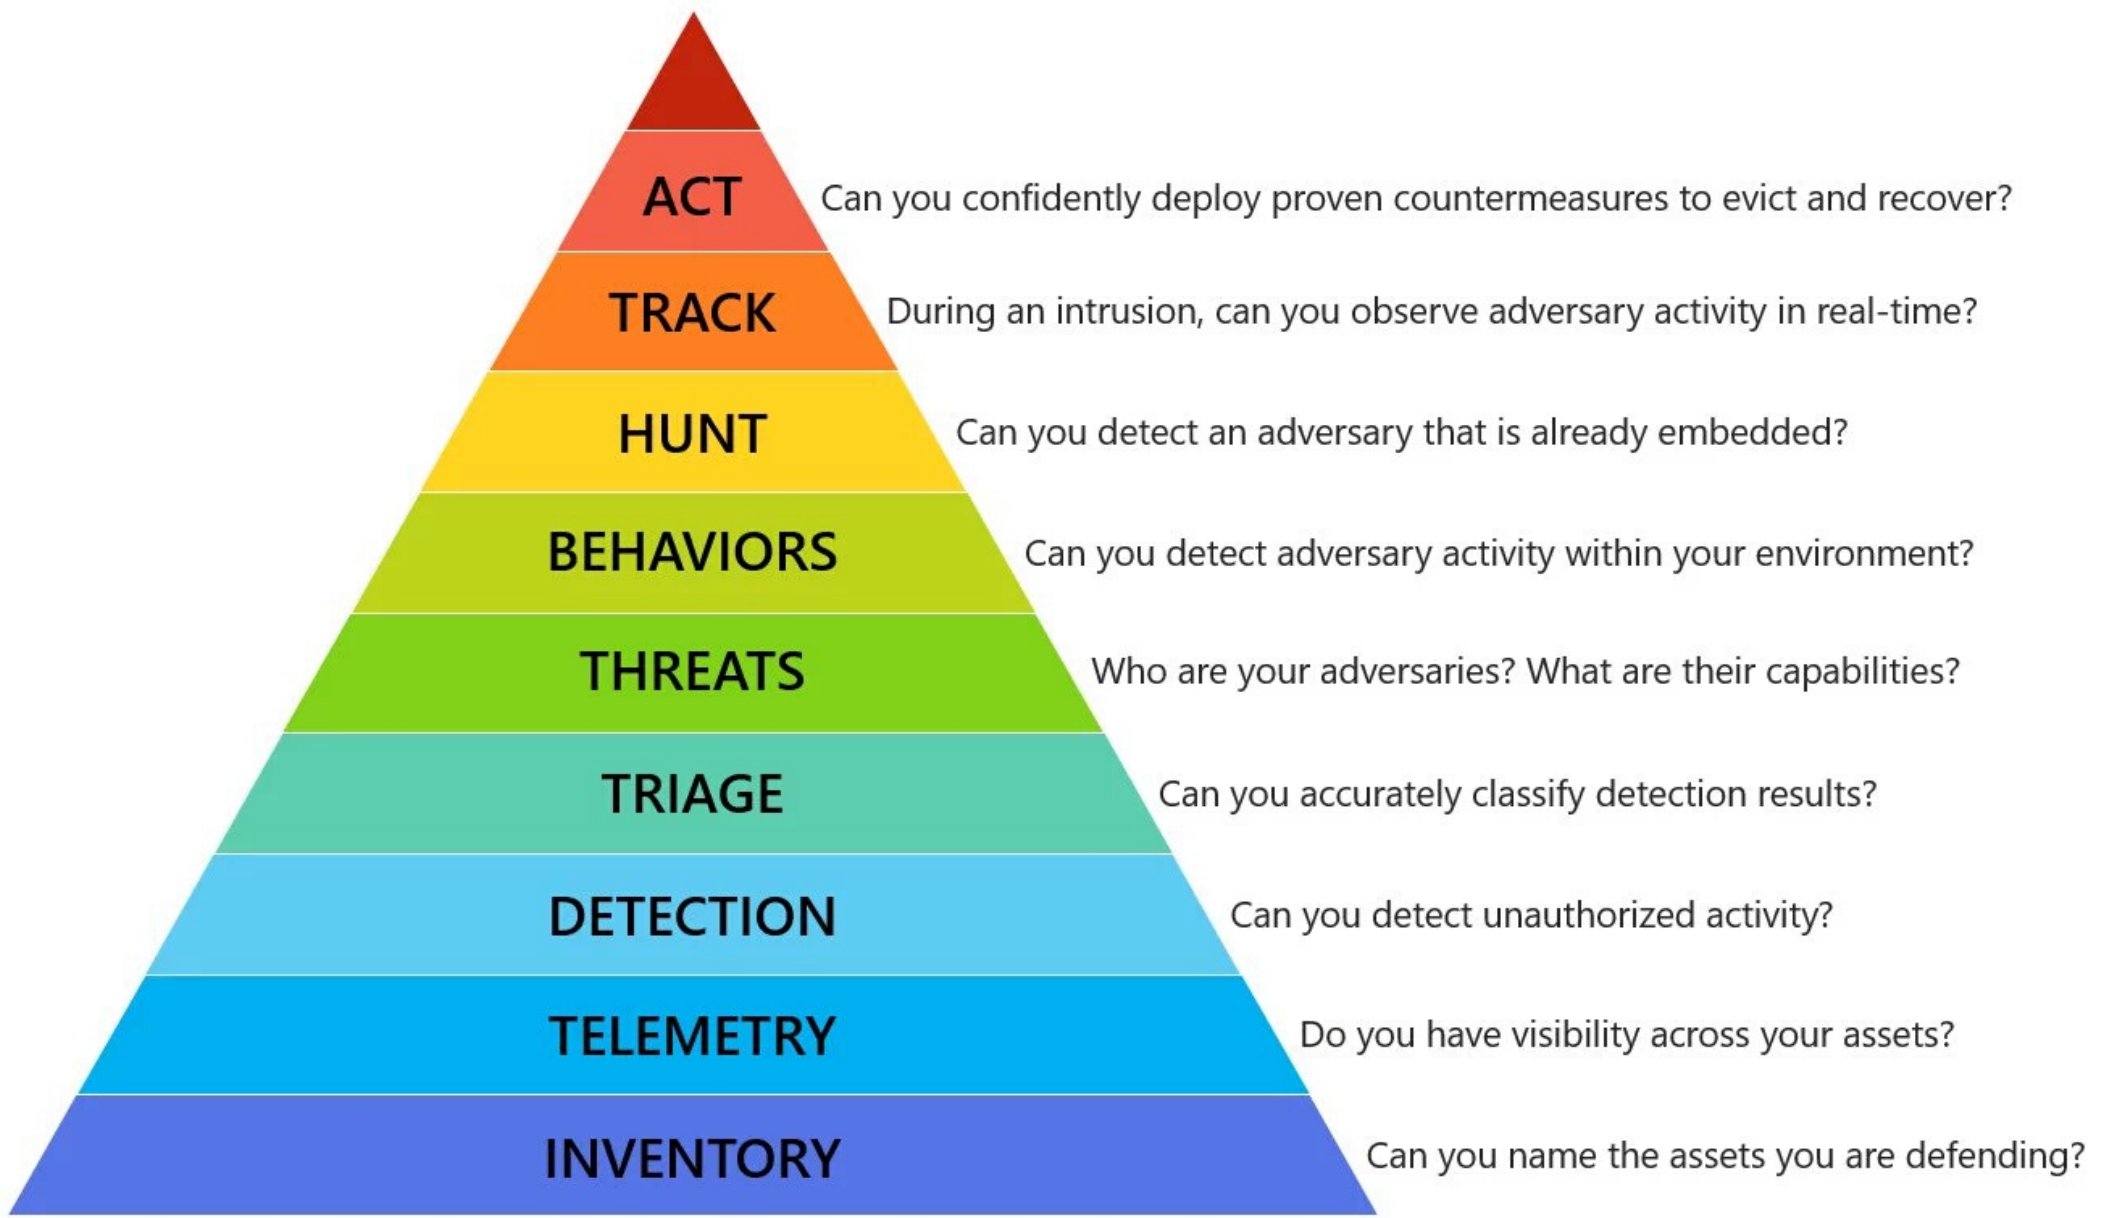 ACT
Can you confidently deploy proven countermeasures to evict and recover?
TRACK
During an intrusion, can you observe adversary activity in real-time?
HUNT
Can you detect an adversary that is already embedded?
BEHAVIORS
Can you detect adversary activity within your environment?
THREATS
Who are your adversaries? What are their capabilities?
TRIAGE
Can you accurately classify detection results?
DETECTION
Can you detect unauthorized activity?
TELEMETRY
Do you have visibility across your assets?
INVENTORY
Can you name the assets you are defending?